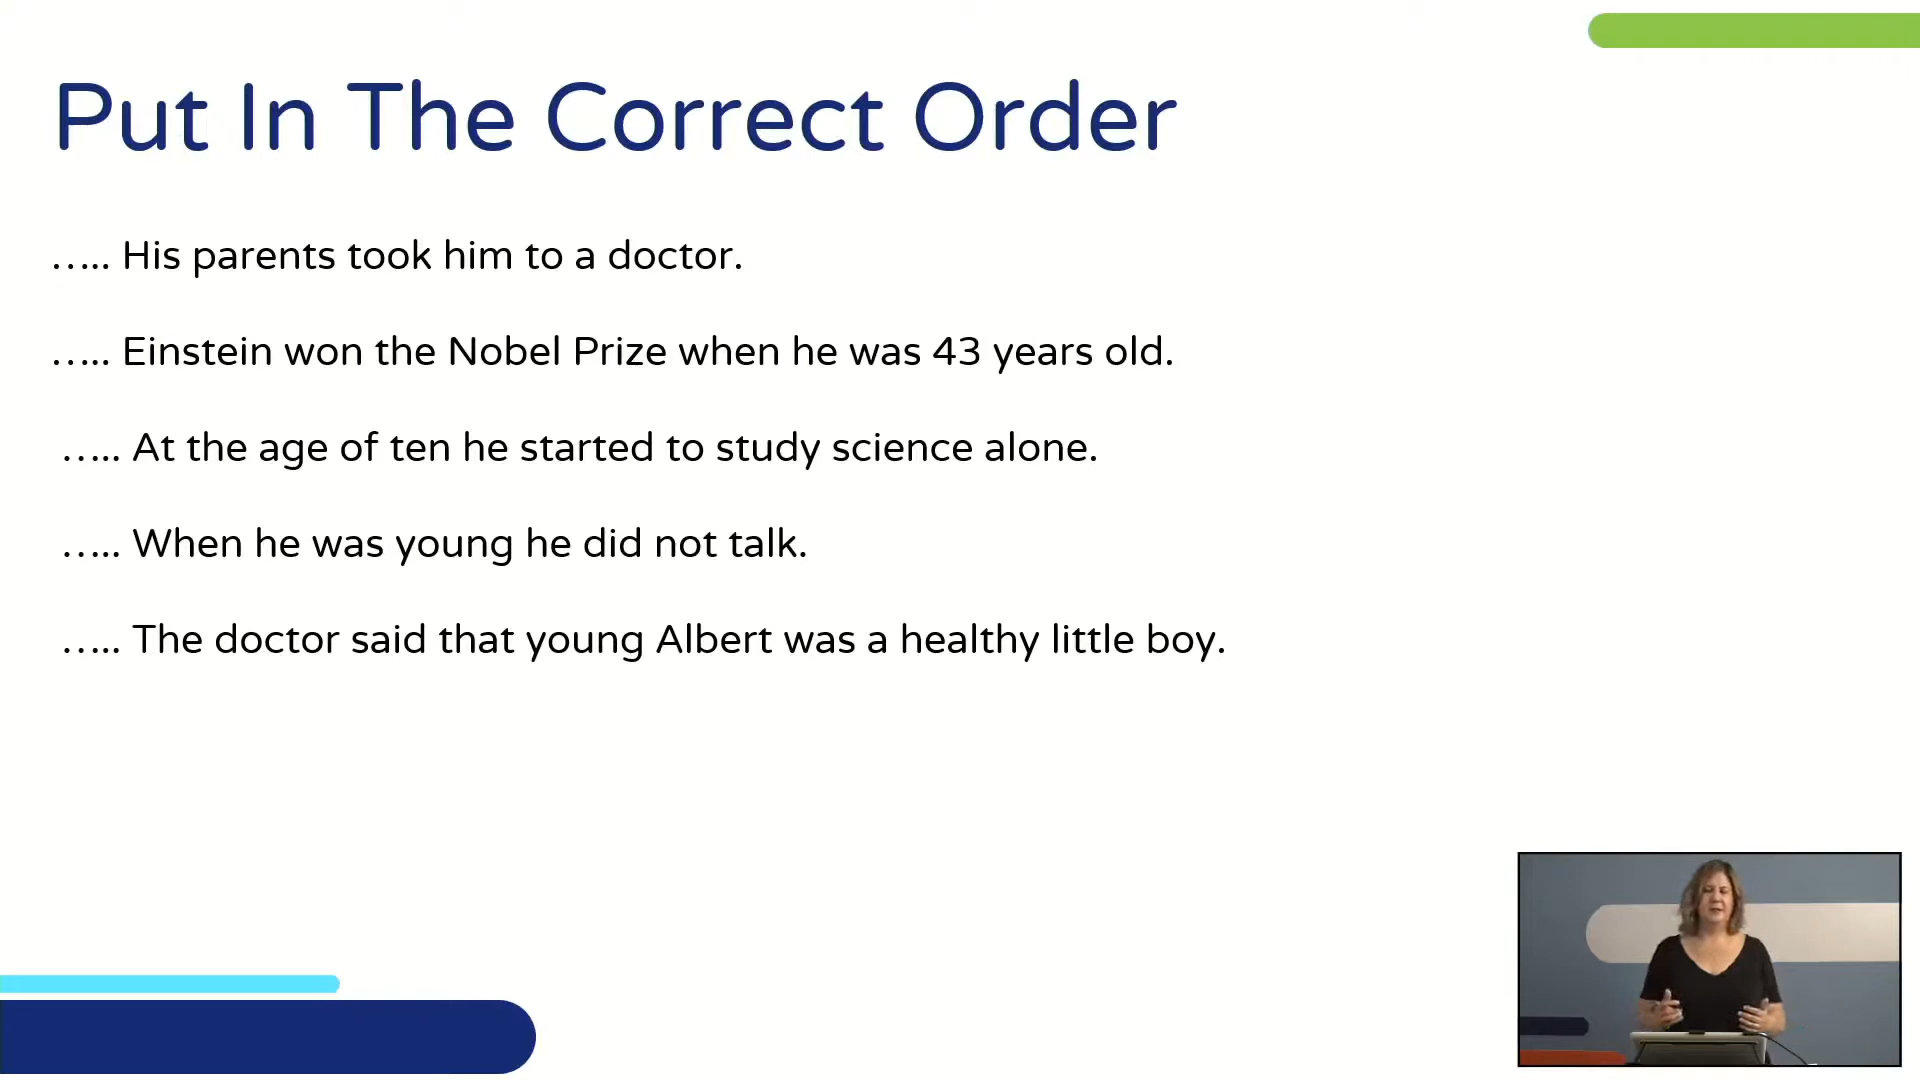 Put In The Correct Order
….. His parents took him to a doctor.
….. Einstein won the Nobel Prize when he was 43 years old.
….. At the age of ten he started to study science alone.
….. When he was young he did not talk.
….. The doctor said that young Albert was a healthy little boy.